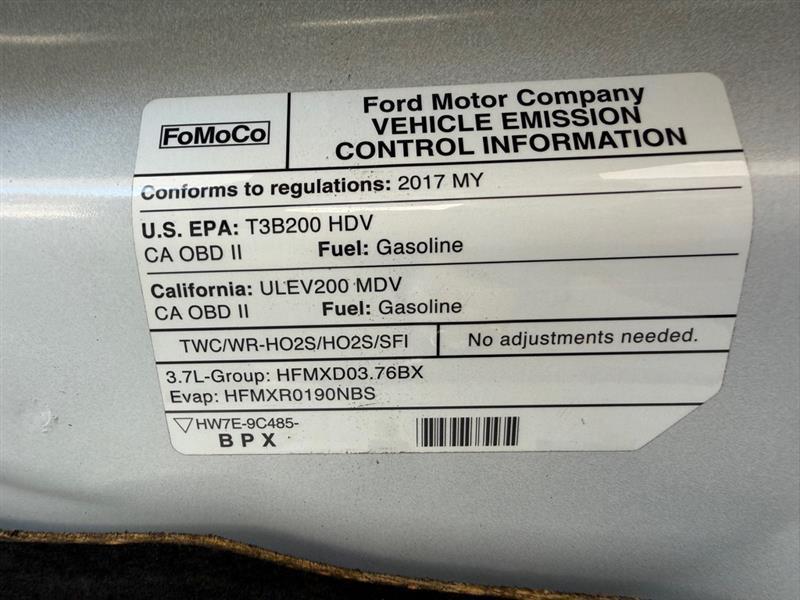 FoMoCo
Ford Motor Company
VEHICLE EMISSION
CONTROL INFORMATION
Conforms to regulations: 2017 MY
U.S. EPA: T3B200 HDV
CA OBD II Fuel: Gasoline
California: ULEV200 MDV
CA OBD II Fuel: Gasoline
TWC/WR-HO2S/HO2S/SFI
No adjustments needed.
3.7L-Group: HFMXD03.76BX
Evap: HFMXR0190NBS
HW7E-9C485-
BPX